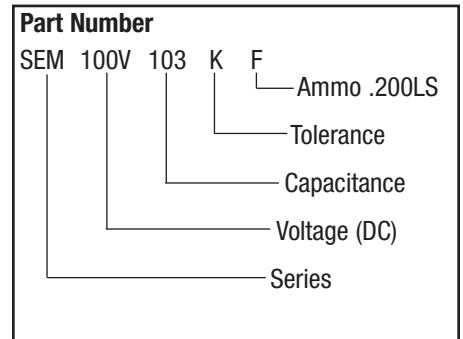 Part Number
SEM 100V 103 K F
Ammo .200LS
Tolerance
Capacitance
Voltage (DC)
Series